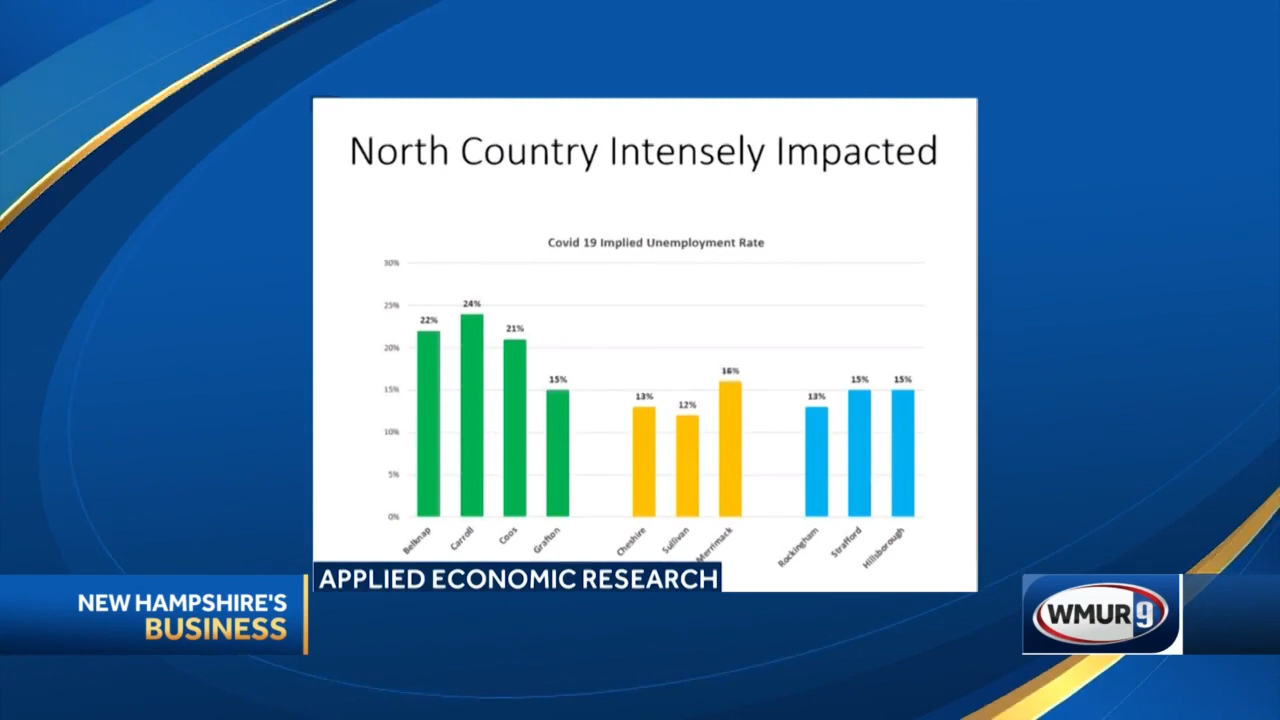 North Country Intensely Impacted
Covid 19 Implied Unemployment Rate
30%
25%
20%
15%
10%
5%
0%
22%
24%
21%
15%
13%
12%
16%
13%
15%
15%
Belknap
Carroll
Coos
Grafton
Cheshire
Sullivan
Merrimack
Rockingham
Strafford
Hillsborough
APPLIED ECONOMIC RESEARCH
NEW HAMPSHIRE'S
BUSINESS
WMUR 9